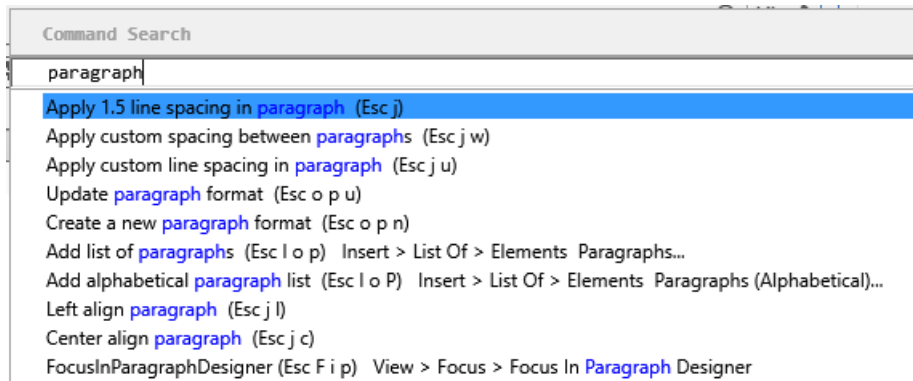 Command Search
paragraph
Apply 1.5 line spacing in paragraph (Esc j)
Apply custom spacing between paragraphs (Esc j w)
Apply custom line spacing in paragraph (Esc j u)
Update paragraph format (Esc o p u)
Create a new paragraph format (Esc o p n)
Add list of paragraphs (Esc l o p) Insert > List Of > Elements Paragraphs...
Add alphabetical paragraph list (Esc l o P) Insert > List Of > Elements Paragraphs (Alphabetical)...
Left align paragraph (Esc j l)
Center align paragraph (Esc j c)
FocusInParagraphDesigner (Esc F i p) View > Focus > Focus In Paragraph Designer